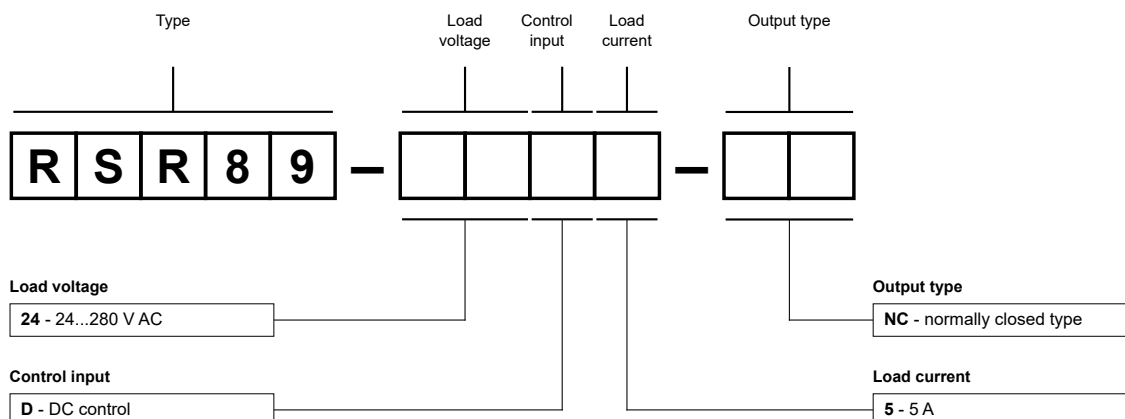 Type
Load voltage
Control input
Load current
Output type
R S R 8 9 – –
Load voltage
24 - 24...280 V AC
Control input
D - DC control
Output type
NC - normally closed type
Load current
5 - 5 A